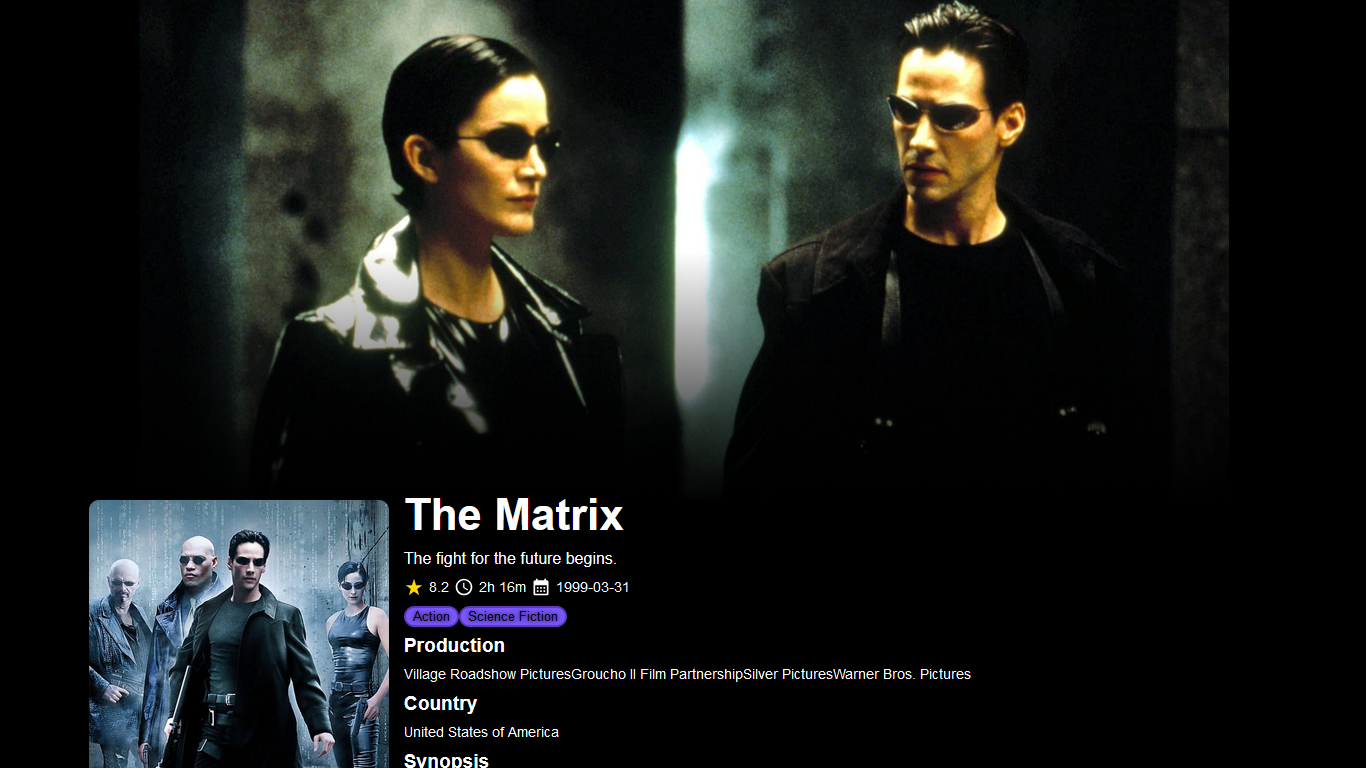 The Matrix
The fight for the future begins.
8.2 2h 16m 1999-03-31
Action Science Fiction
Production
Village Roadshow PicturesGroucho II Film PartnershipSilver PicturesWarner Bros. Pictures
Country
United States of America
Synopsis